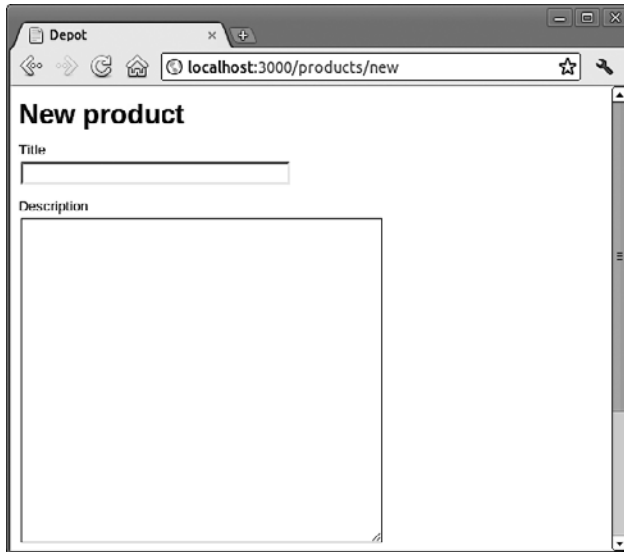 Depot
localhost:3000/products/new
New product
Title
Description